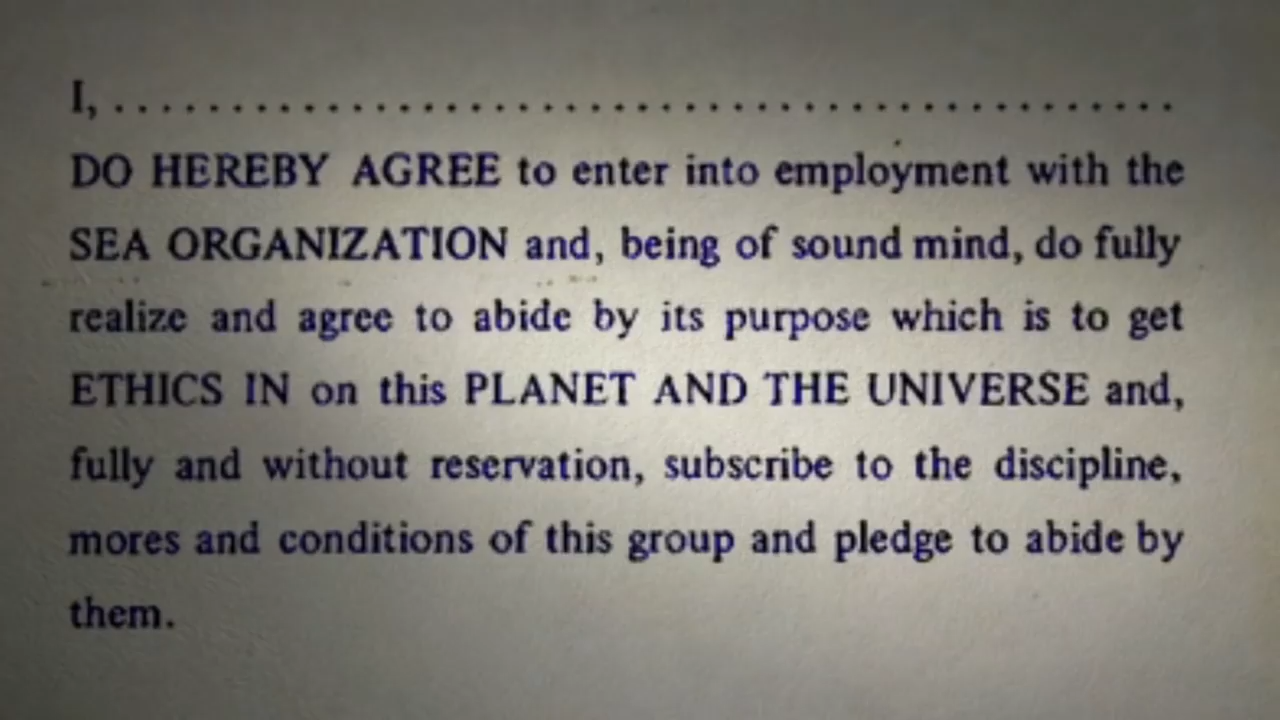 I, .............................................
DO HEREBY AGREE to enter into employment with the
SEA ORGANIZATION and, being of sound mind, do fully
realize and agree to abide by its purpose which is to get
ETHICS IN on this PLANET AND THE UNIVERSE and,
fully and without reservation, subscribe to the discipline,
mores and conditions of this group and pledge to abide by
them.